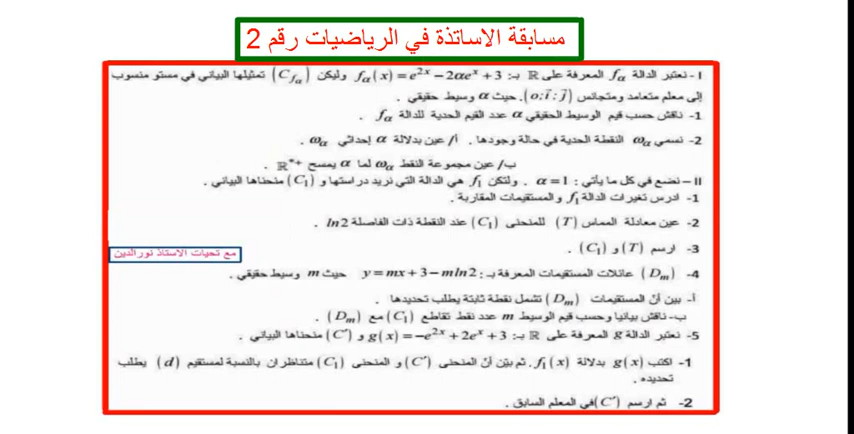 مسابقة الاساتذة في الرياضيات رقم 2
I- نعتبر الدالة fα المعرفة على ℝ بـ: fα(x) = e^{2x} − 2αe^x + 3 وليكن (C_{fα}) تمثيلها البياني في مستو منسوب
إلى معلم متعامد ومتجانس (o; i⃗ ; j⃗). حيث α وسيط حقيقي .
1- ناقش حسب قيم الوسيط الحقيقي α عدد القيم الحدية للدالة fα .
2- نسمي ωα النقطة الحدية في حالة وجودها . أ/ عين بدلالة α إحداثي ωα .
ب/ عين مجموعة النقط ωα لما α يمسح ℝ*+ .
II – نضع في كل ما يأتي : α = 1 . ولتكن f1 هي الدالة التي نريد دراستها و (C1) منحناها البياني .
1- ادرس تغيرات الدالة f1 والمستقيمات المقاربة .
2- عين معادلة المماس (T) للمنحنى (C1) عند النقطة ذات الفاصلة ln2 .
3- ارسم (T) و (C1) .
مع تحيات الاستاذ نورالدين
4- (Dm) عائلات المستقيمات المعرفة بـ : y = mx + 3 − mln2 حيث m وسيط حقيقي .
أ- بين أنّ المستقيمات (Dm) تشمل نقطة ثابتة يطلب تحديدها .
ب- ناقش بيانيا وحسب قيم الوسيط m عدد نقط تقاطع (C1) مع (Dm) .
5- نعتبر الدالة g المعرفة على ℝ بـ: g(x) = −e^{2x} + 2e^x + 3 و (C′) منحناها البياني .
1- اكتب g(x) بدلالة f1(x) . ثم بيّن أنّ المنحنى (C′) و المنحنى (C1) متناظران بالنسبة لمستقيم (d) يطلب
تحديده .
2- ثم ارسم (C′) في المعلم السابق .